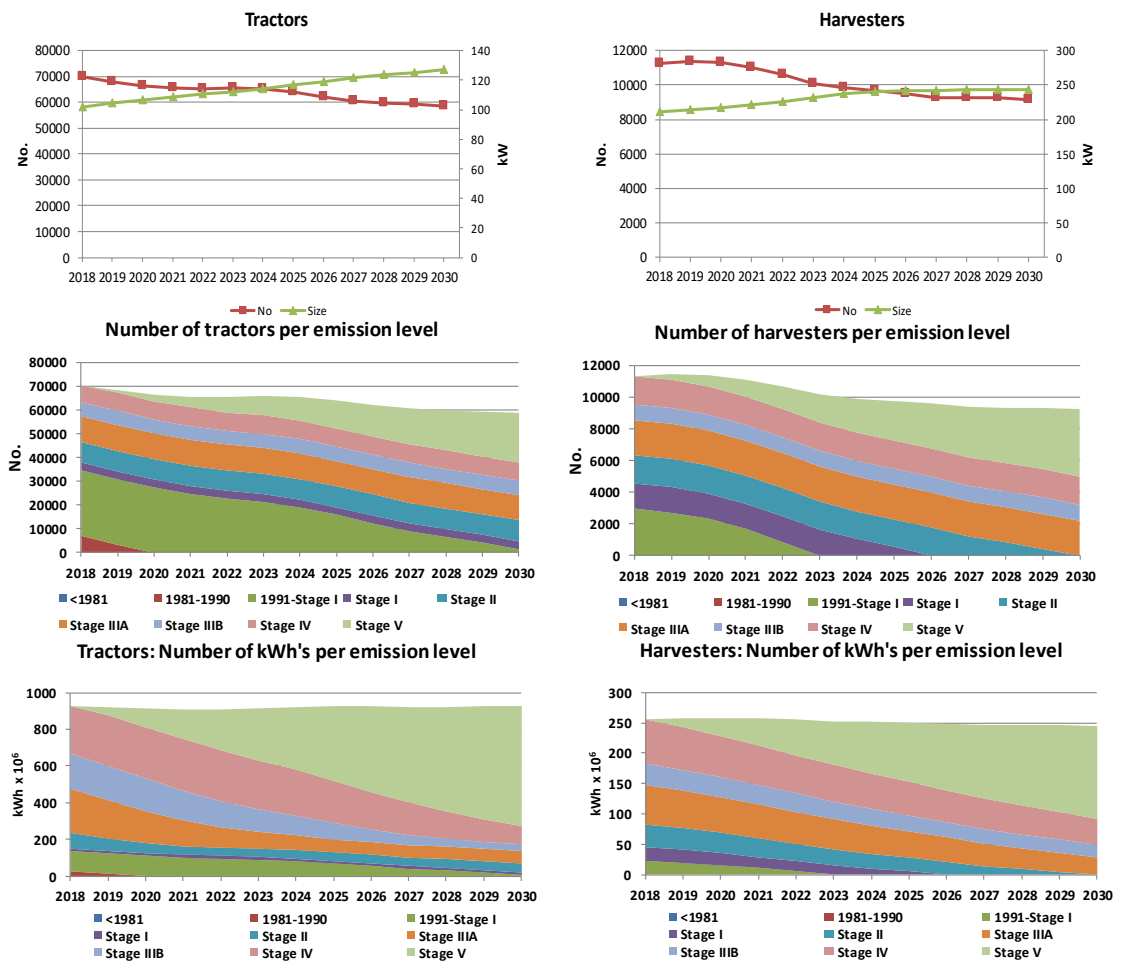 Tractors
80000
70000
60000
50000
40000
30000
20000
10000
0
No.
140
120
100
80
60
40
20
0
kW
2018 2019 2020 2021 2022 2023 2024 2025 2026 2027 2028 2029 2030
No Size
Harvesters
12000
10000
8000
6000
4000
2000
0
No.
300
250
200
150
100
50
0
kW
2018 2019 2020 2021 2022 2023 2024 2025 2026 2027 2028 2029 2030
No Size
Number of tractors per emission level
80000
70000
60000
50000
40000
30000
20000
10000
0
No.
2018 2019 2020 2021 2022 2023 2024 2025 2026 2027 2028 2029 2030
<1981 1981-1990 1991-Stage I Stage I Stage II
Stage IIIA Stage IIIB Stage IV Stage V
Number of harvesters per emission level
12000
10000
8000
6000
4000
2000
0
No.
2018 2019 2020 2021 2022 2023 2024 2025 2026 2027 2028 2029 2030
<1981 1981-1990 1991-Stage I Stage I Stage II
Stage IIIA Stage IIIB Stage IV Stage V
Tractors: Number of kWh's per emission level
1000
800
600
400
200
0
kWh x 10⁶
2018 2019 2020 2021 2022 2023 2024 2025 2026 2027 2028 2029 2030
<1981 1981-1990 1991-Stage I
Stage I Stage II Stage IIIA
Stage IIIB Stage IV Stage V
Harvesters: Number of kWh's per emission level
300
250
200
150
100
50
0
kWh x 10⁶
2018 2019 2020 2021 2022 2023 2024 2025 2026 2027 2028 2029 2030
<1981 1981-1990 1991-Stage I
Stage I Stage II Stage IIIA
Stage IIIB Stage IV Stage V